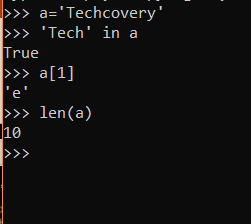 >>> a='Techcovery'
>>> 'Tech' in a
True
>>> a[1]
'e'
>>> len(a)
10
>>>